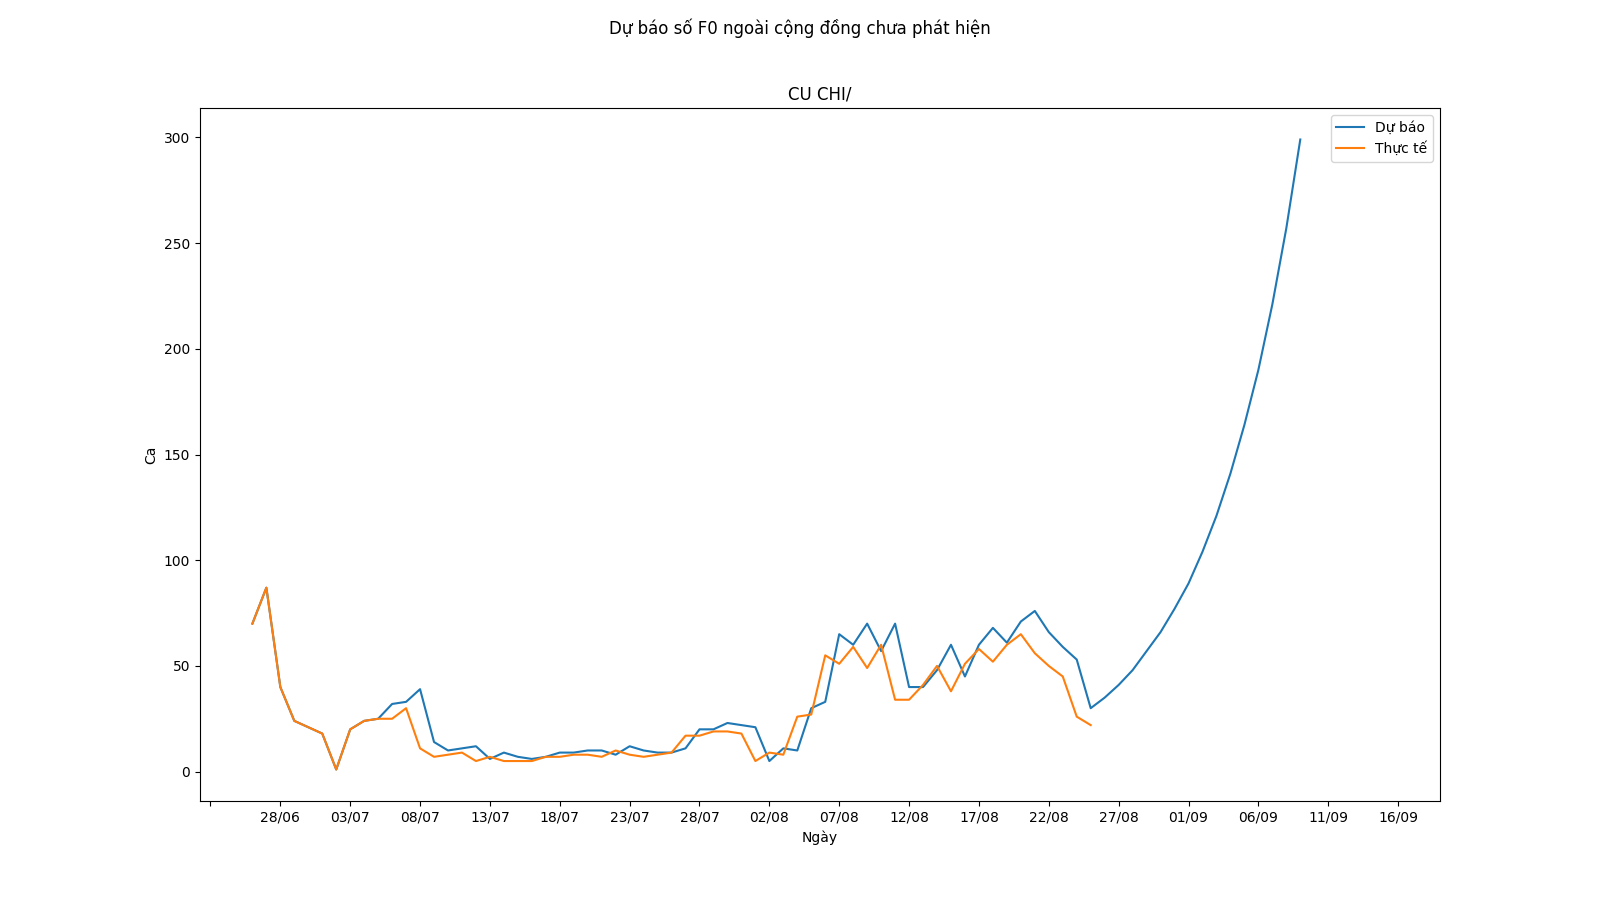 Dự báo số F0 ngoài cộng đồng chưa phát hiện
CU CHI/
Dự báo
Thực tế
300
250
200
150
100
50
0
Ca
28/06 03/07 08/07 13/07 18/07 23/07 28/07 02/08 07/08 12/08 17/08 22/08 27/08 01/09 06/09 11/09 16/09
Ngày